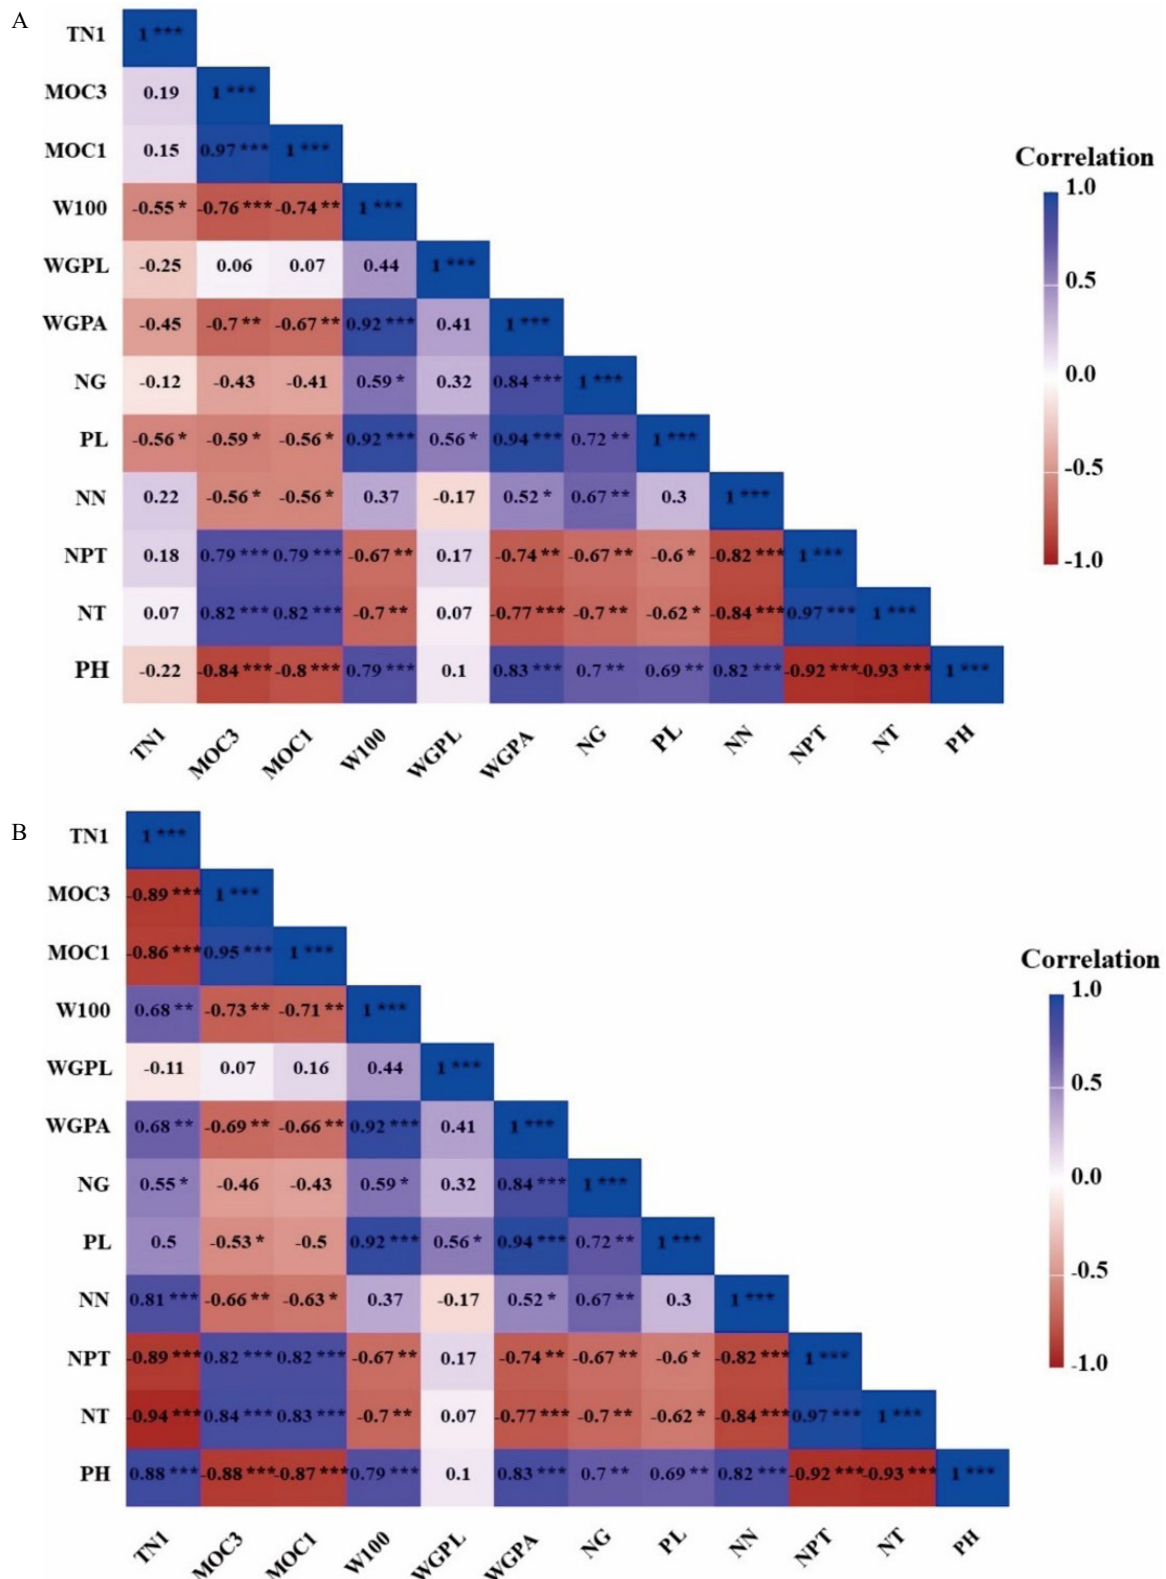 A
TN1 1 ***
MOC3 0.19 1 ***
MOC1 0.15 0.97 *** 1 ***
W100 -0.55 * -0.76 *** -0.74 ** 1 ***
WGPL -0.25 0.06 0.07 0.44 1 ***
WGPA -0.45 -0.7 ** -0.67 ** 0.92 *** 0.41 1 ***
NG -0.12 -0.43 -0.41 0.59 * 0.32 0.84 *** 1 ***
PL -0.56 * -0.59 * -0.56 * 0.92 *** 0.56 * 0.94 *** 0.72 ** 1 ***
NN 0.22 -0.56 * -0.56 * 0.37 -0.17 0.52 * 0.67 ** 0.3 1 ***
NPT 0.18 0.79 *** 0.79 *** -0.67 ** 0.17 -0.74 ** -0.67 ** -0.6 * -0.82 *** 1 ***
NT 0.07 0.82 *** 0.82 *** -0.7 ** 0.07 -0.77 *** -0.7 ** -0.62 * -0.84 *** 0.97 *** 1 ***
PH -0.22 -0.84 *** -0.8 *** 0.79 *** 0.1 0.83 *** 0.7 ** 0.69 ** 0.82 *** -0.92 *** -0.93 *** 1 ***
TN1 MOC3 MOC1 W100 WGPL WGPA NG PL NN NPT NT PH
Correlation
1.0
0.5
0.0
-0.5
-1.0
B
TN1 1 ***
MOC3 -0.89 *** 1 ***
MOC1 -0.86 *** 0.95 *** 1 ***
W100 0.68 ** -0.73 ** -0.71 ** 1 ***
WGPL -0.11 0.07 0.16 0.44 1 ***
WGPA 0.68 ** -0.69 ** -0.66 ** 0.92 *** 0.41 1 ***
NG 0.55 * -0.46 -0.43 0.59 * 0.32 0.84 *** 1 ***
PL 0.5 -0.53 * -0.5 0.92 *** 0.56 * 0.94 *** 0.72 ** 1 ***
NN 0.81 *** -0.66 ** -0.63 * 0.37 -0.17 0.52 * 0.67 ** 0.3 1 ***
NPT -0.89 *** 0.82 *** 0.82 *** -0.67 ** 0.17 -0.74 ** -0.67 ** -0.6 * -0.82 *** 1 ***
NT -0.94 *** 0.84 *** 0.83 *** -0.7 ** 0.07 -0.77 *** -0.7 ** -0.62 * -0.84 *** 0.97 *** 1 ***
PH 0.88 *** -0.88 *** -0.87 *** 0.79 *** 0.1 0.83 *** 0.7 ** 0.69 ** 0.82 *** -0.92 *** -0.93 *** 1 ***
TN1 MOC3 MOC1 W100 WGPL WGPA NG PL NN NPT NT PH
Correlation
1.0
0.5
0.0
-0.5
-1.0